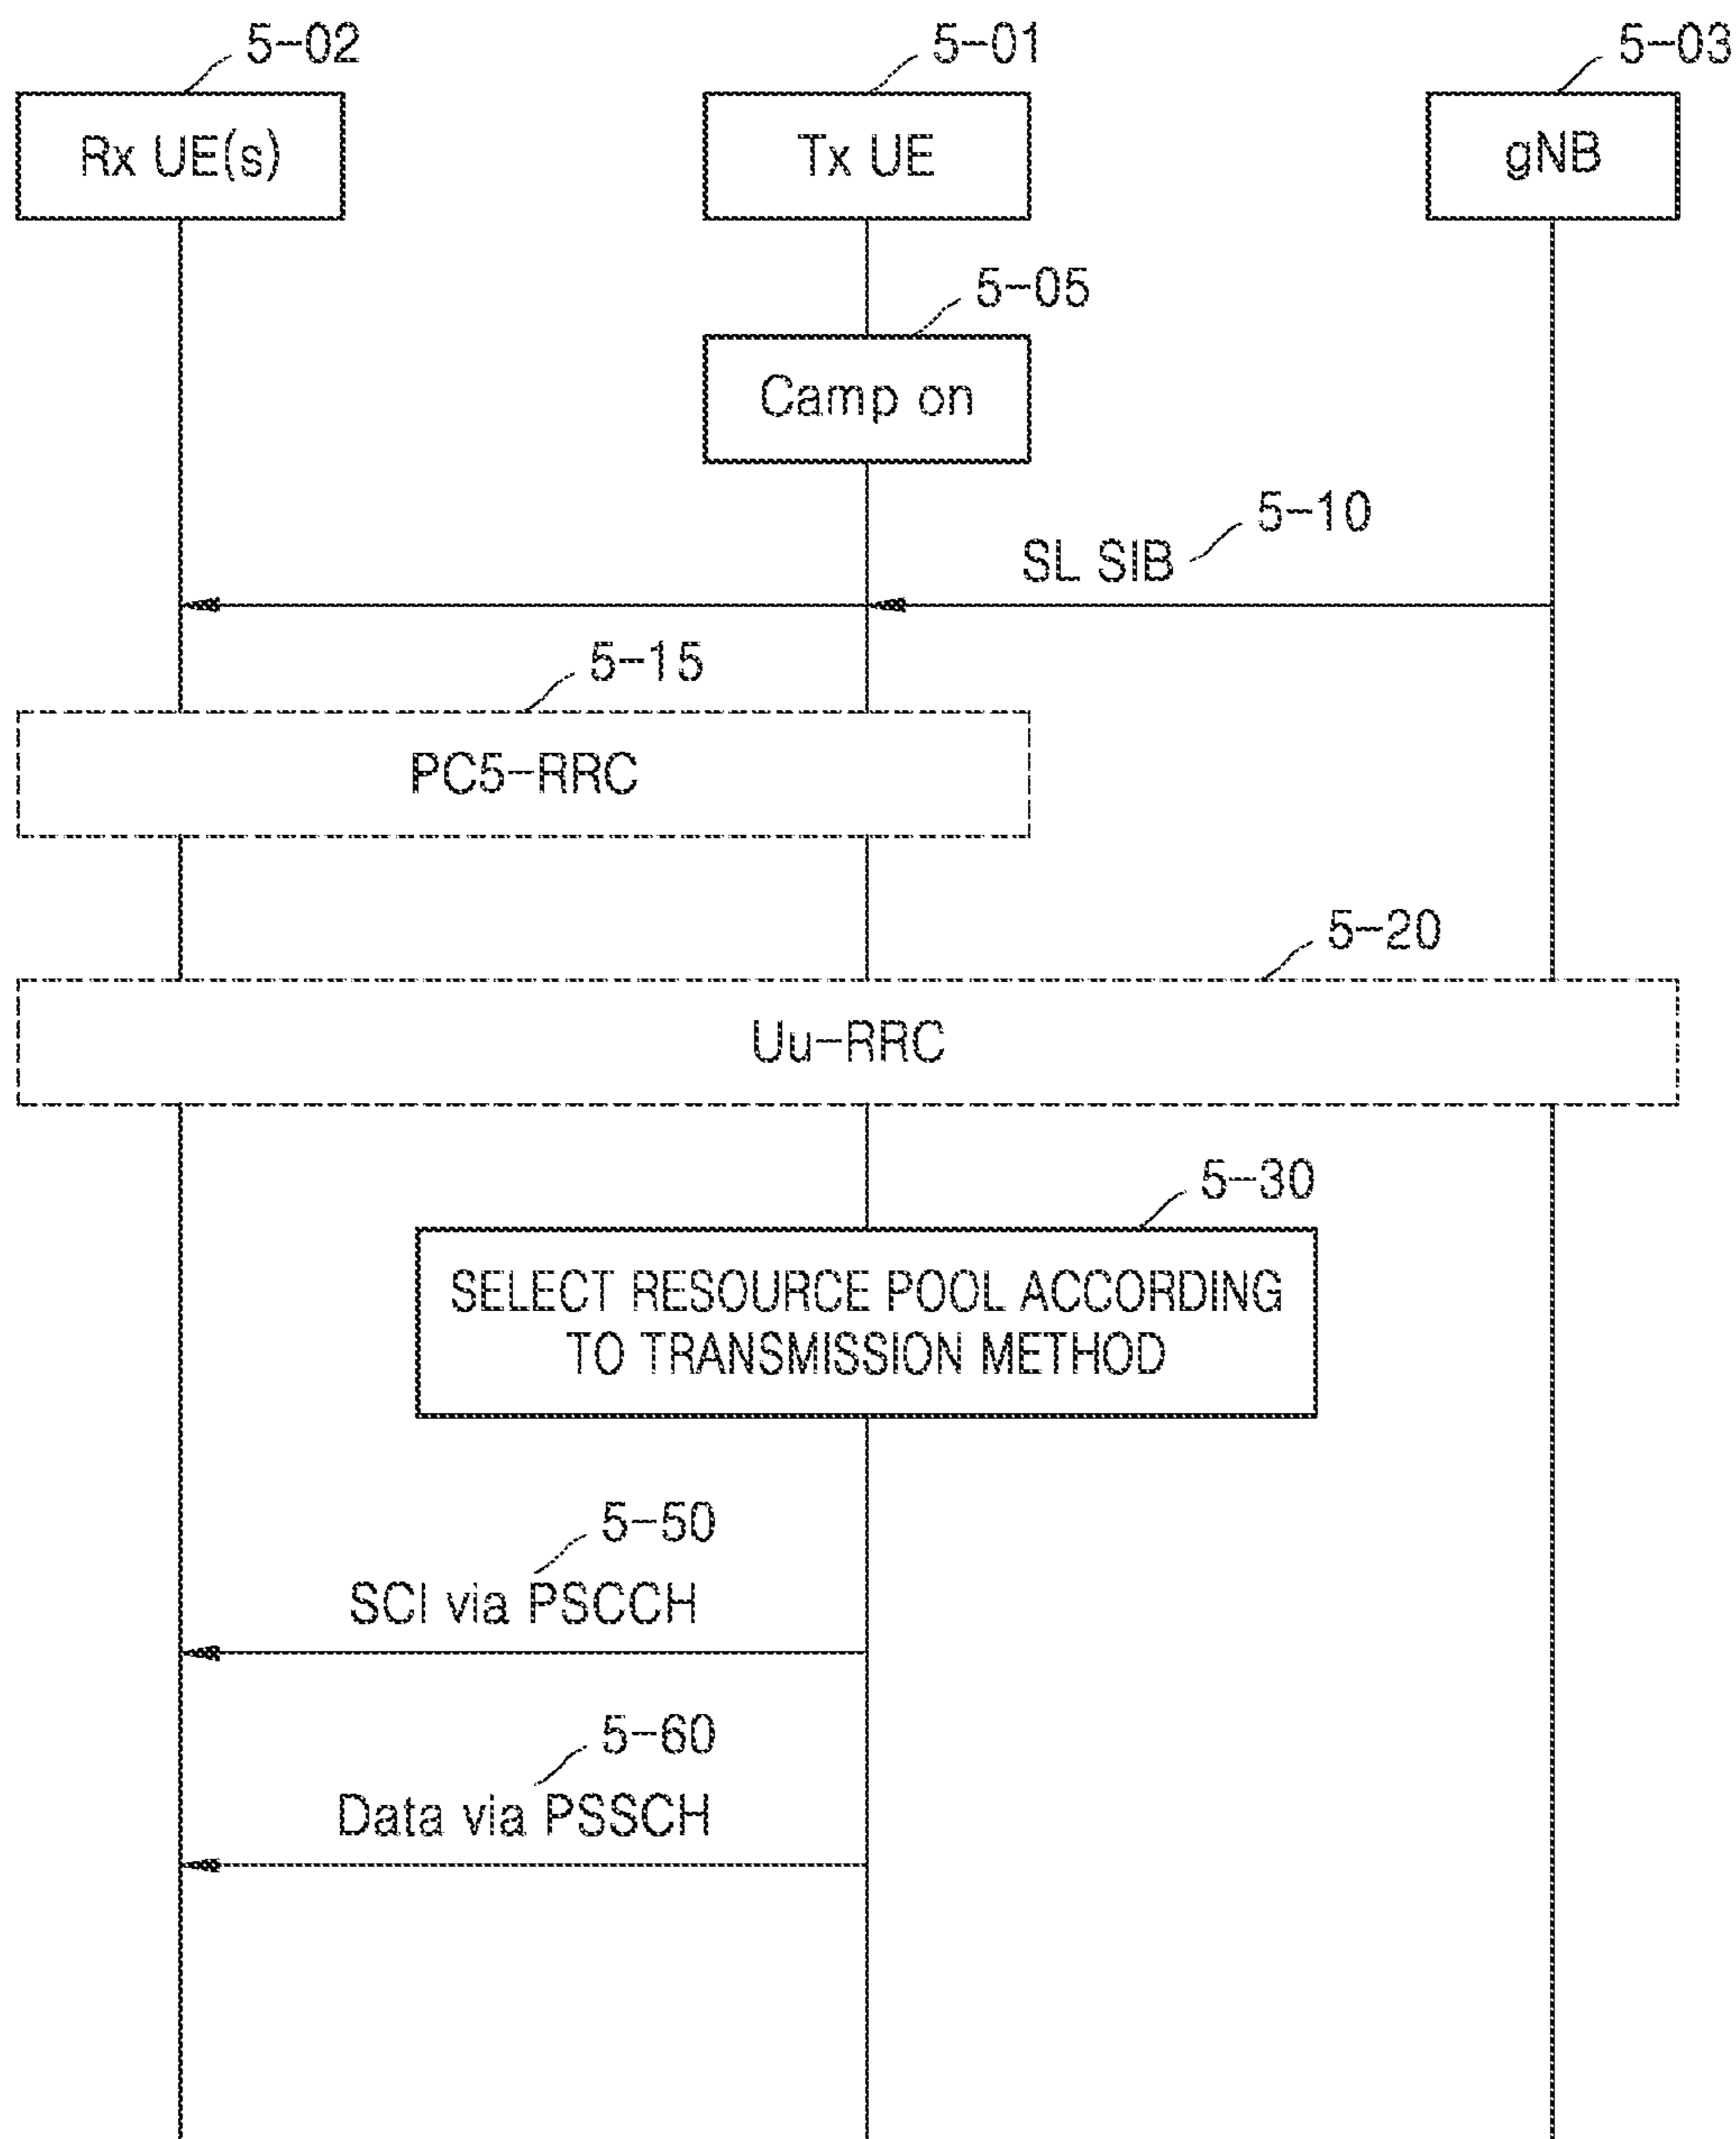 5-02
5-01
5-03
Rx UE(s)
Tx UE
gNB
5-05
Camp on
5-10
SL SIB
5-15
PC5-RRC
5-20
Uu-RRC
5-30
SELECT RESOURCE POOL ACCORDING
TO TRANSMISSION METHOD
5-50
SCI via PSCCH
5-60
Data via PSSCH